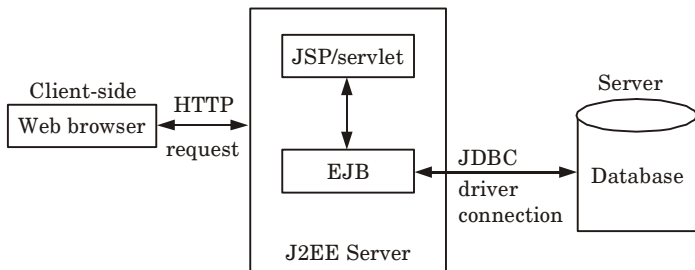 Client-side
Web browser
HTTP
request
JSP/servlet
EJB
J2EE Server
JDBC
driver
connection
Server
Database